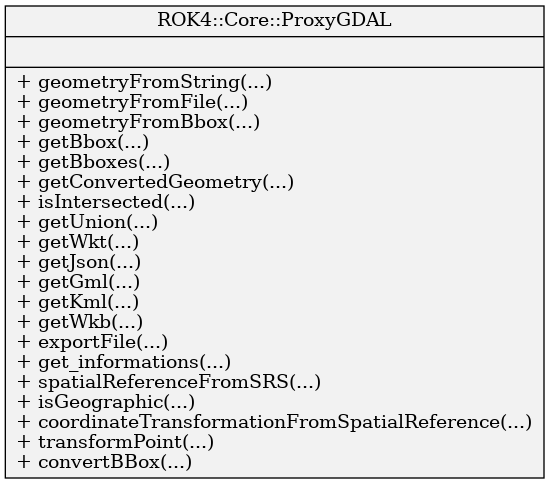 ROK4::Core::ProxyGDAL
+ geometryFromString(...)
+ geometryFromFile(...)
+ geometryFromBbox(...)
+ getBbox(...)
+ getBboxes(...)
+ getConvertedGeometry(...)
+ isIntersected(...)
+ getUnion(...)
+ getWkt(...)
+ getJson(...)
+ getGml(...)
+ getKml(...)
+ getWkb(...)
+ exportFile(...)
+ get_informations(...)
+ spatialReferenceFromSRS(...)
+ isGeographic(...)
+ coordinateTransformationFromSpatialReference(...)
+ transformPoint(...)
+ convertBBox(...)